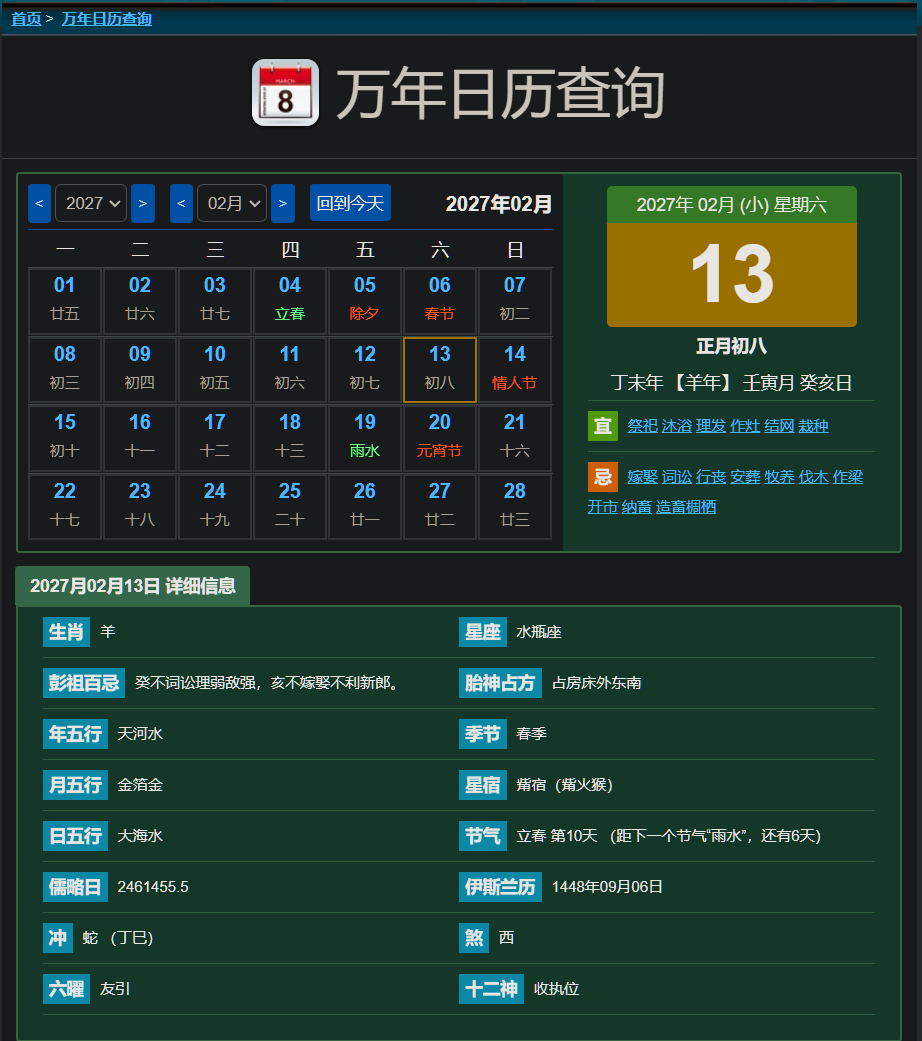 首页 > 万年日历查询
MARCH
8
万年日历查询
< 2027 > < 02月 > 回到今天 2027年02月
一 二 三 四 五 六 日
01 02 03 04 05 06 07
廿五 廿六 廿七 立春 除夕 春节 初二
08 09 10 11 12 13 14
初三 初四 初五 初六 初七 初八 情人节
15 16 17 18 19 20 21
初十 十一 十二 十三 雨水 元宵节 十六
22 23 24 25 26 27 28
十七 十八 十九 二十 廿一 廿二 廿三
2027年 02月 (小) 星期六
13
正月初八
丁未年 【羊年】 壬寅月 癸亥日
宜 祭祀 沐浴 理发 作灶 结网 栽种
忌 嫁娶 词讼 行丧 安葬 牧养 伐木 作梁
开市 纳畜 造畜椆栖
2027月02月13日 详细信息
生肖 羊 星座 水瓶座
彭祖百忌 癸不词讼理弱敌强，亥不嫁娶不利新郎。 胎神占方 占房床外东南
年五行 天河水 季节 春季
月五行 金箔金 星宿 觜宿（觜火猴）
日五行 大海水 节气 立春 第10天 （距下一个节气“雨水”，还有6天）
儒略日 2461455.5 伊斯兰历 1448年09月06日
冲 蛇 （丁巳） 煞 西
六曜 友引 十二神 收执位